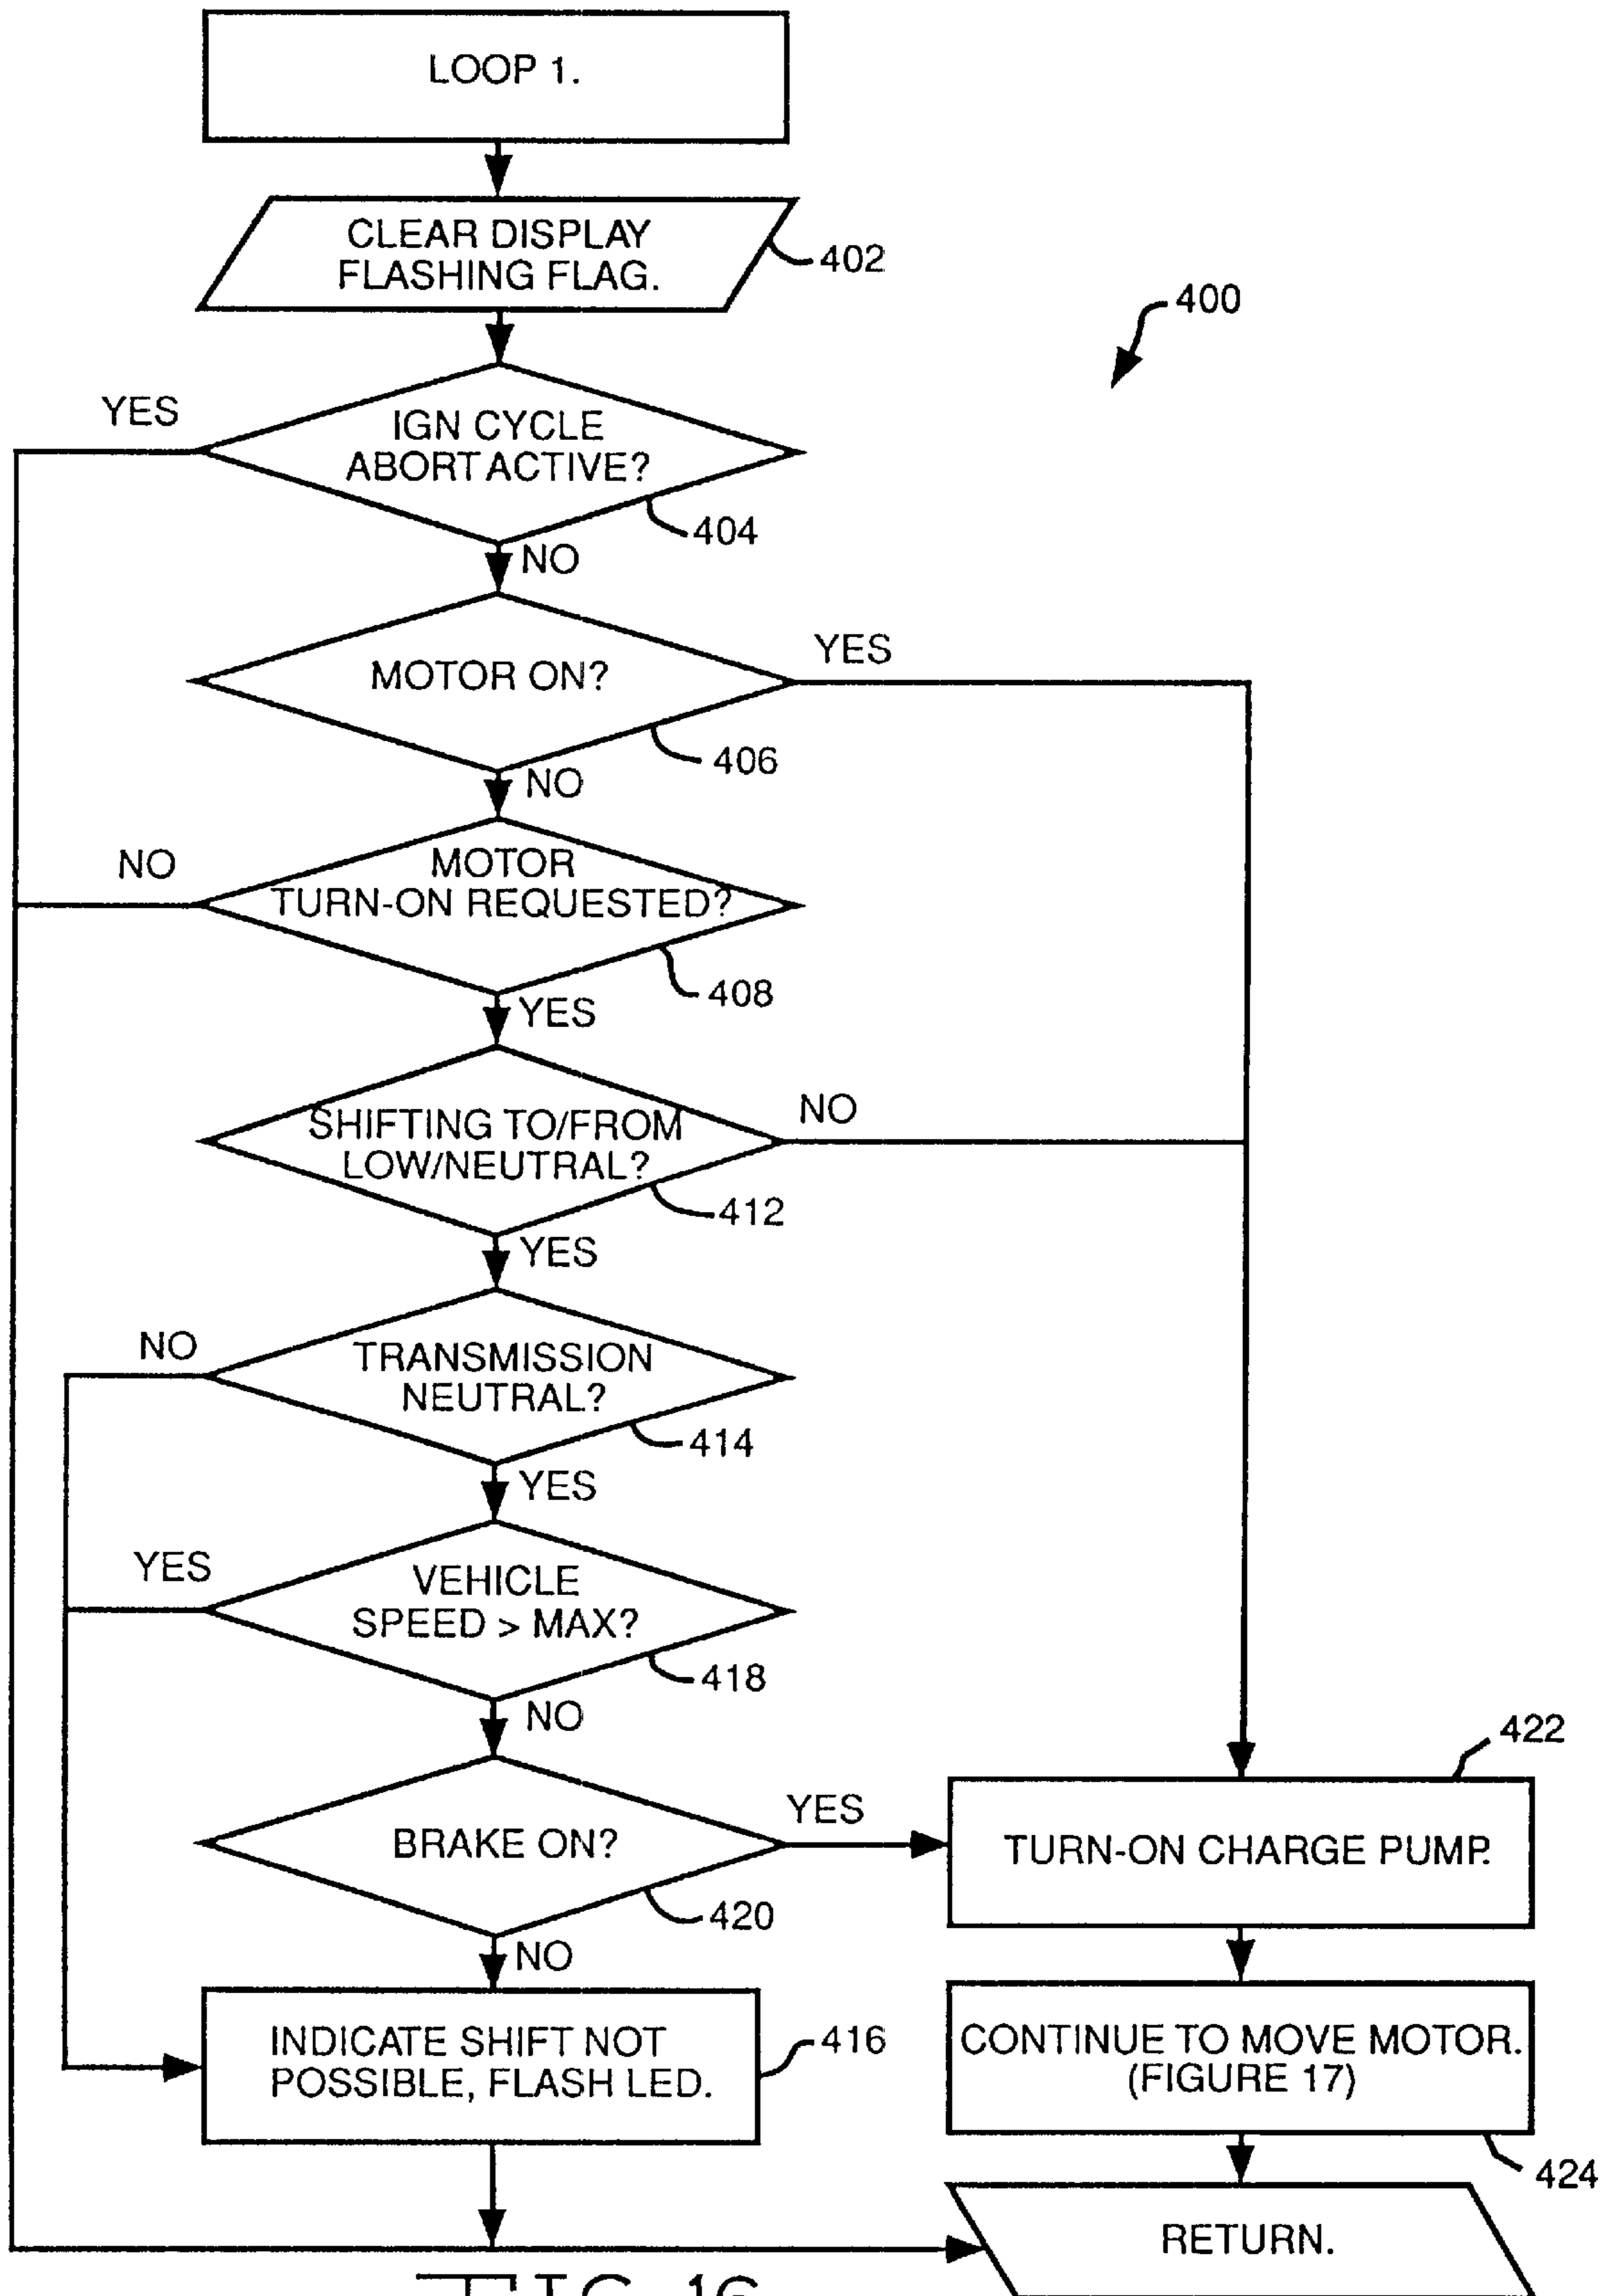 LOOP 1.
CLEAR DISPLAY
FLASHING FLAG.
402
400
YES
IGN CYCLE
ABORT ACTIVE?
404
NO
MOTOR ON?
YES
406
NO
NO
MOTOR
TURN-ON REQUESTED?
408
YES
SHIFTING TO/FROM
LOW/NEUTRAL?
NO
412
YES
NO
TRANSMISSION
NEUTRAL?
414
YES
YES
VEHICLE
SPEED > MAX?
418
NO
422
BRAKE ON?
YES
TURN-ON CHARGE PUMP.
420
NO
INDICATE SHIFT NOT
POSSIBLE, FLASH LED.
416
CONTINUE TO MOVE MOTOR.
(FIGURE 17)
424
RETURN.